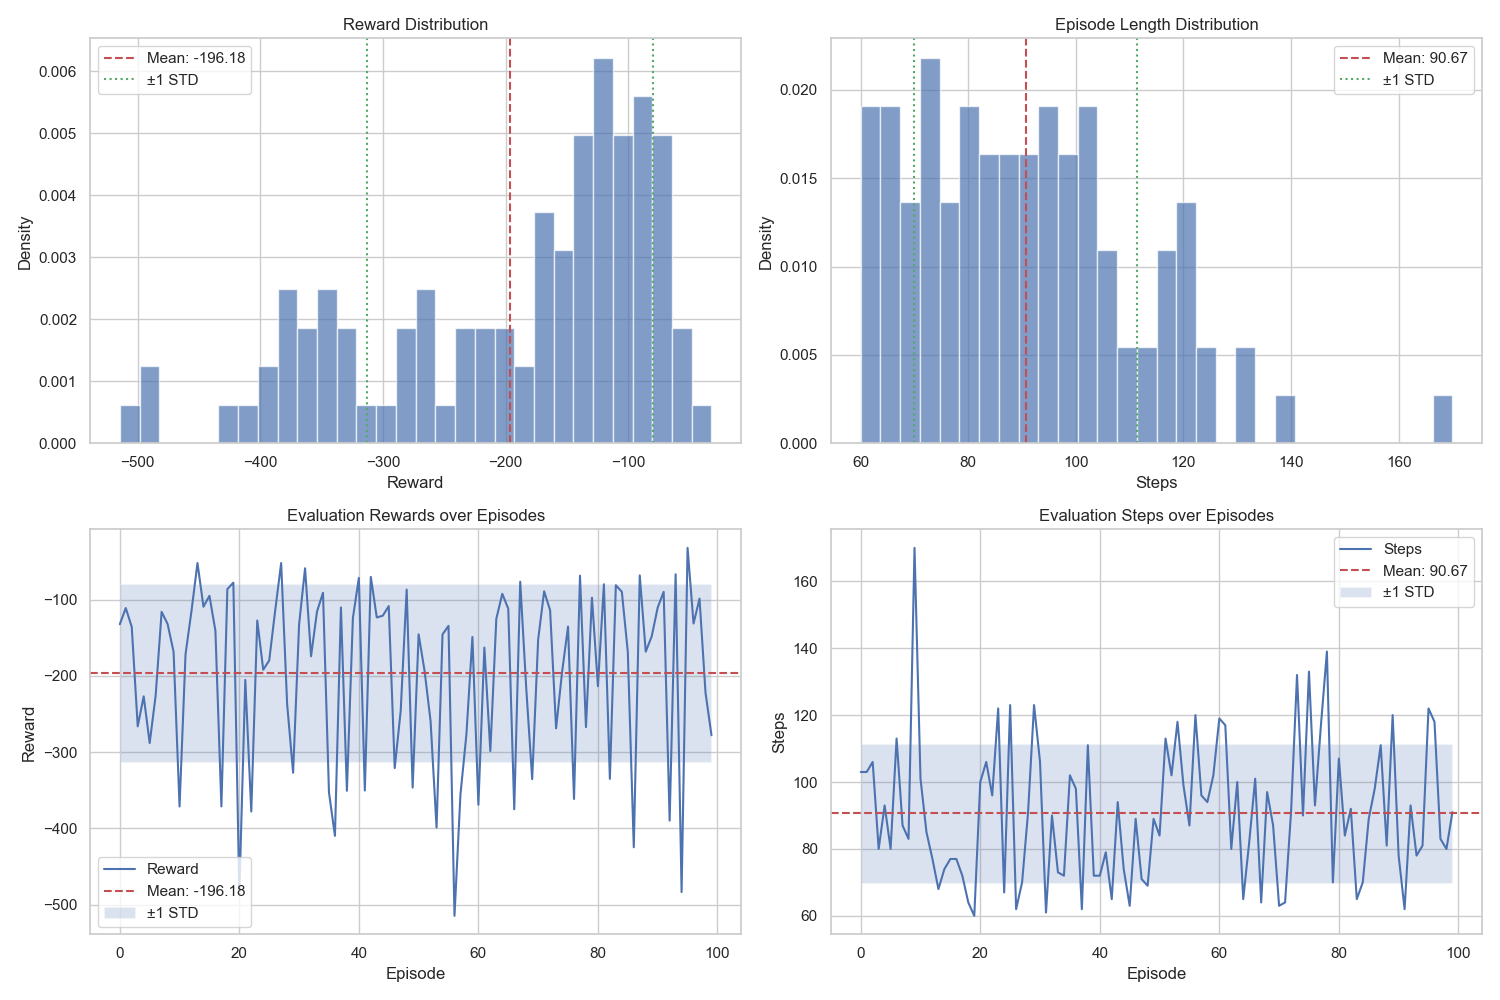 Reward Distribution
Mean: -196.18
±1 STD
0.006
0.005
0.004
0.003
0.002
0.001
0.000
Density
−500
−400
−300
−200
−100
Reward
Episode Length Distribution
Mean: 90.67
±1 STD
0.020
0.015
0.010
0.005
0.000
Density
60
80
100
120
140
160
Steps
Evaluation Rewards over Episodes
−100
−200
−300
−400
−500
Reward
Reward
Mean: -196.18
±1 STD
0
20
40
60
80
100
Episode
Evaluation Steps over Episodes
Steps
Mean: 90.67
±1 STD
160
140
120
100
80
60
Steps
0
20
40
60
80
100
Episode